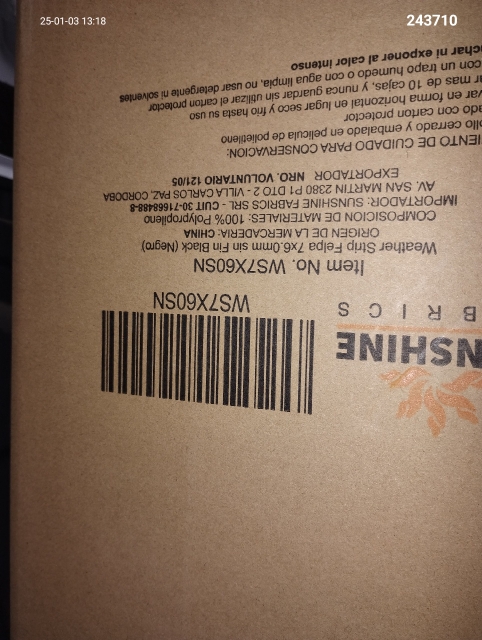 25-01-03 13:18
243710
NSHINE
BRICS
WS7X60SN
Item No. WS7X60SN
Weather Strip Felpa 7x6.0mm sin Fin Black (Negro)
ORIGEN DE LA MERCADERIA: CHINA
COMPOSICION DE MATERIALES: 100% Polypropileno
IMPORTADOR: SUNSHINE FABRICS - SRL - CUIT 30-71668488-8
AV. SAN MARTIN 2380 P1 DTO 2 - VILLA CARLOS PAZ, CORDOBA
EXPORTADOR NRO. VOLUNTARIO 121/05
IENTO DE CUIDADO PARA CONSERVACION:
ollo cerrado y embalado en pelicula de polietileno
ado con carton protector
var en forma horizontal en lugar seco y frio hasta su uso
r mas de 10 cajas, y nunca guardar sin utilizar el carton protector
con un trapo humedo o con agua limpia, no usar detergente ni solventes
char ni exponer al calor intenso